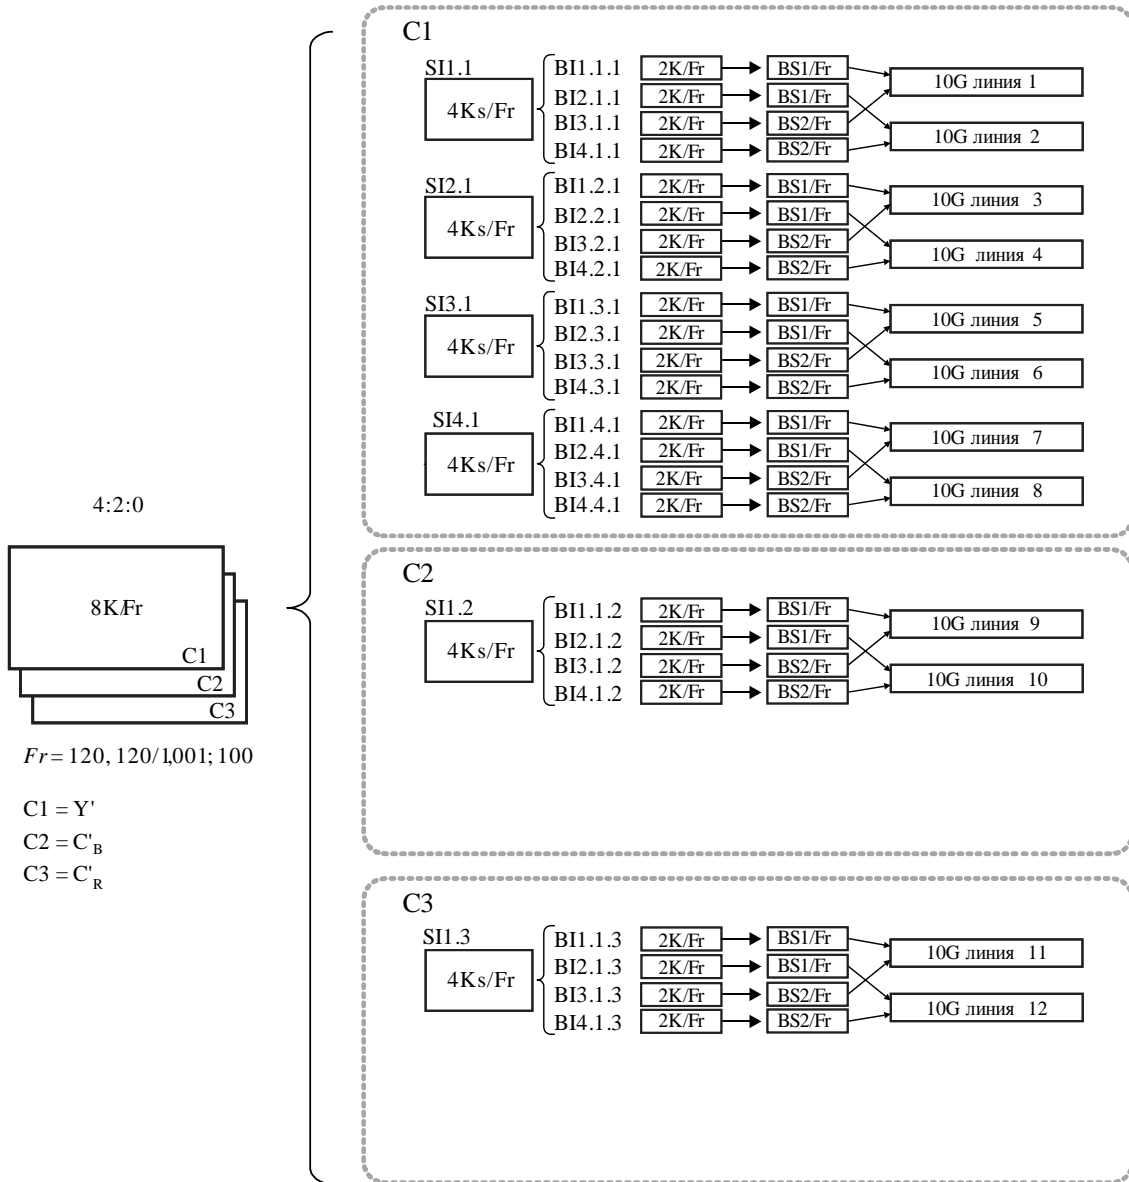 4:2:0
8K/Fr
C1
C2
C3
Fr = 120, 120/1,001; 100
C1 = Y'
C2 = C'B
C3 = C'R
C1
SI1.1
4Ks/Fr
BI1.1.1 2K/Fr BS1/Fr
BI2.1.1 2K/Fr BS1/Fr
BI3.1.1 2K/Fr BS2/Fr
BI4.1.1 2K/Fr BS2/Fr
10G линия 1
10G линия 2
SI2.1
4Ks/Fr
BI1.2.1 2K/Fr BS1/Fr
BI2.2.1 2K/Fr BS1/Fr
BI3.2.1 2K/Fr BS2/Fr
BI4.2.1 2K/Fr BS2/Fr
10G линия 3
10G линия 4
SI3.1
4Ks/Fr
BI1.3.1 2K/Fr BS1/Fr
BI2.3.1 2K/Fr BS1/Fr
BI3.3.1 2K/Fr BS2/Fr
BI4.3.1 2K/Fr BS2/Fr
10G линия 5
10G линия 6
SI4.1
4Ks/Fr
BI1.4.1 2K/Fr BS1/Fr
BI2.4.1 2K/Fr BS1/Fr
BI3.4.1 2K/Fr BS2/Fr
BI4.4.1 2K/Fr BS2/Fr
10G линия 7
10G линия 8
C2
SI1.2
4Ks/Fr
BI1.1.2 2K/Fr BS1/Fr
BI2.1.2 2K/Fr BS1/Fr
BI3.1.2 2K/Fr BS2/Fr
BI4.1.2 2K/Fr BS2/Fr
10G линия 9
10G линия 10
C3
SI1.3
4Ks/Fr
BI1.1.3 2K/Fr BS1/Fr
BI2.1.3 2K/Fr BS1/Fr
BI3.1.3 2K/Fr BS2/Fr
BI4.1.3 2K/Fr BS2/Fr
10G линия 11
10G линия 12